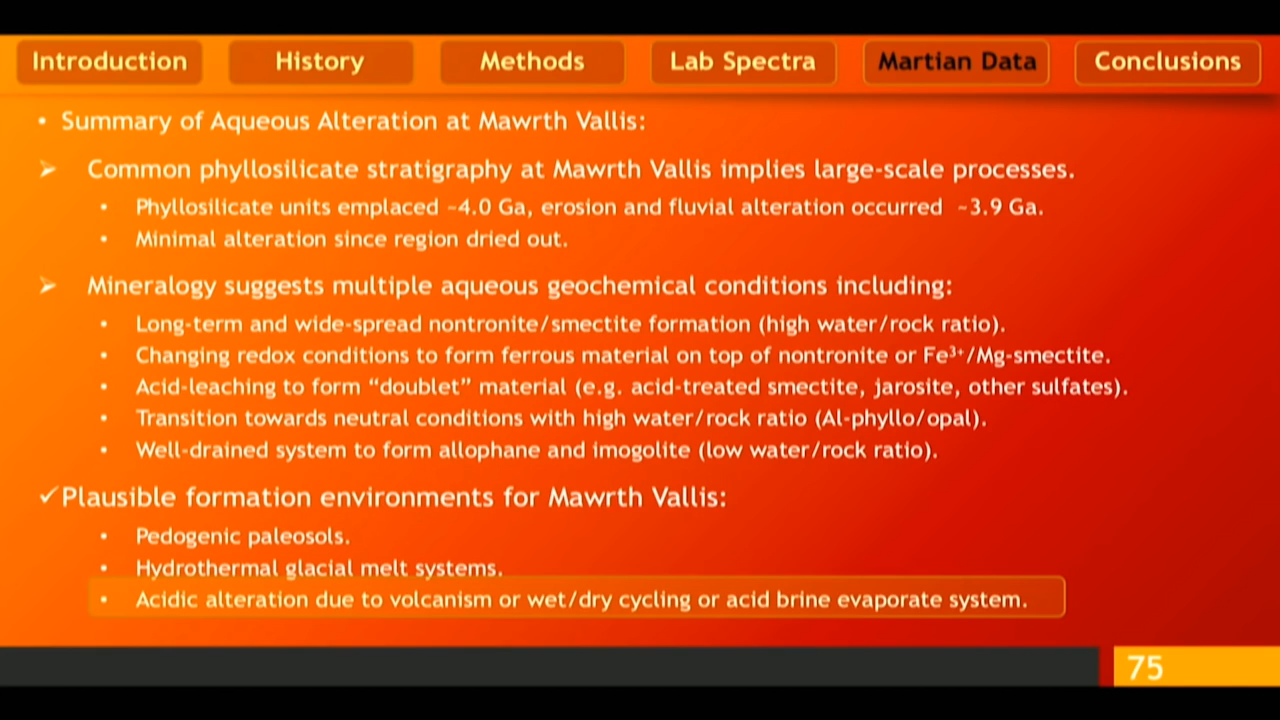 Introduction History Methods Lab Spectra Martian Data Conclusions
• Summary of Aqueous Alteration at Mawrth Vallis:
➢ Common phyllosilicate stratigraphy at Mawrth Vallis implies large-scale processes.
• Phyllosilicate units emplaced ~4.0 Ga, erosion and fluvial alteration occurred ~3.9 Ga.
• Minimal alteration since region dried out.
➢ Mineralogy suggests multiple aqueous geochemical conditions including:
• Long-term and wide-spread nontronite/smectite formation (high water/rock ratio).
• Changing redox conditions to form ferrous material on top of nontronite or Fe³⁺/Mg-smectite.
• Acid-leaching to form “doublet” material (e.g. acid-treated smectite, jarosite, other sulfates).
• Transition towards neutral conditions with high water/rock ratio (Al-phyllo/opal).
• Well-drained system to form allophane and imogolite (low water/rock ratio).
✓Plausible formation environments for Mawrth Vallis:
• Pedogenic paleosols.
• Hydrothermal glacial melt systems.
• Acidic alteration due to volcanism or wet/dry cycling or acid brine evaporate system.
75